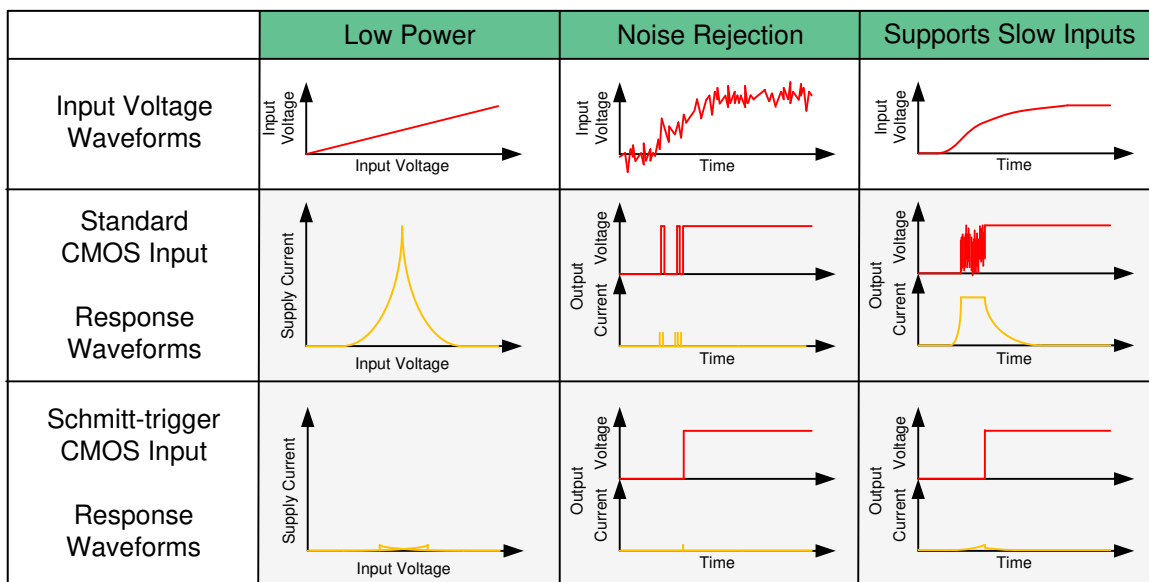 Low Power
Noise Rejection
Supports Slow Inputs
Input Voltage
Waveforms
Input
Voltage
Input Voltage
Input
Voltage
Time
Input
Voltage
Time
Standard
CMOS Input
Response
Waveforms
Supply Current
Input Voltage
Output
Voltage
Current
Time
Output
Voltage
Current
Time
Schmitt-trigger
CMOS Input
Response
Waveforms
Supply Current
Input Voltage
Output
Voltage
Current
Time
Output
Voltage
Current
Time